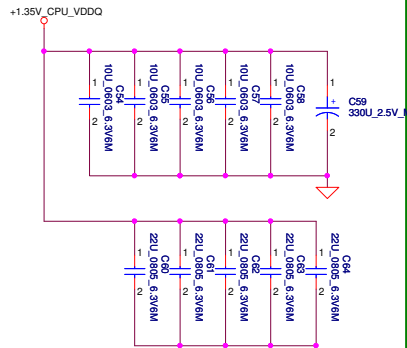 +1.35V_CPU_VDDQ
1
2
C54
10U_0603_6.3V6M
1
2
C55
10U_0603_6.3V6M
1
2
C56
10U_0603_6.3V6M
1
2
C57
10U_0603_6.3V6M
1
2
C58
10U_0603_6.3V6M
1
+
2
C59
330U_2.5V_
1
2
C60
22U_0805_6.3V6M
1
2
C61
22U_0805_6.3V6M
1
2
C62
22U_0805_6.3V6M
1
2
C63
22U_0805_6.3V6M
1
2
C64
22U_0805_6.3V6M